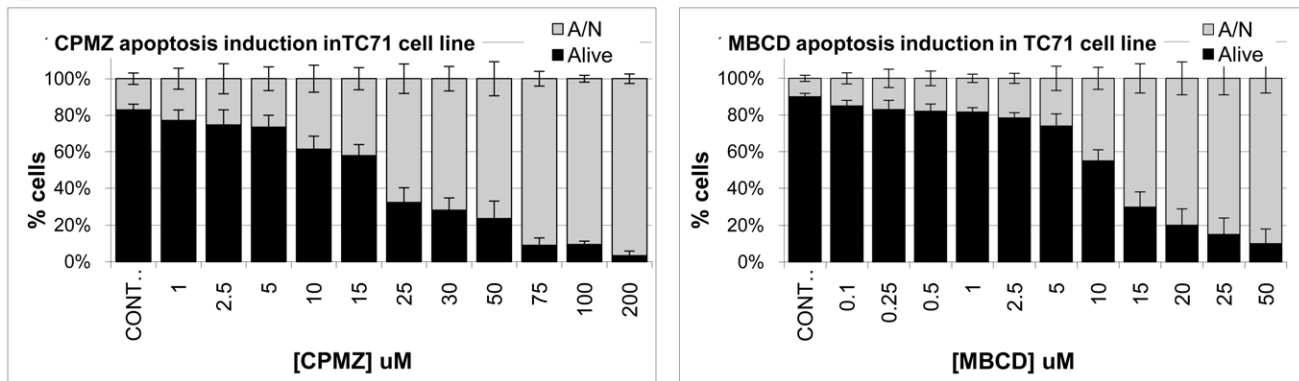 CPMZ apoptosis induction inTC71 cell line
A/N
Alive
100%
80%
60%
40%
20%
0%
% cells
CONT..
1
2.5
5
10
15
25
30
50
75
100
200
[CPMZ] uM
MBCD apoptosis induction in TC71 cell line
A/N
Alive
100%
80%
60%
40%
20%
0%
% cells
CONT..
0.1
0.25
0.5
1
2.5
5
10
15
20
25
50
[MBCD] uM